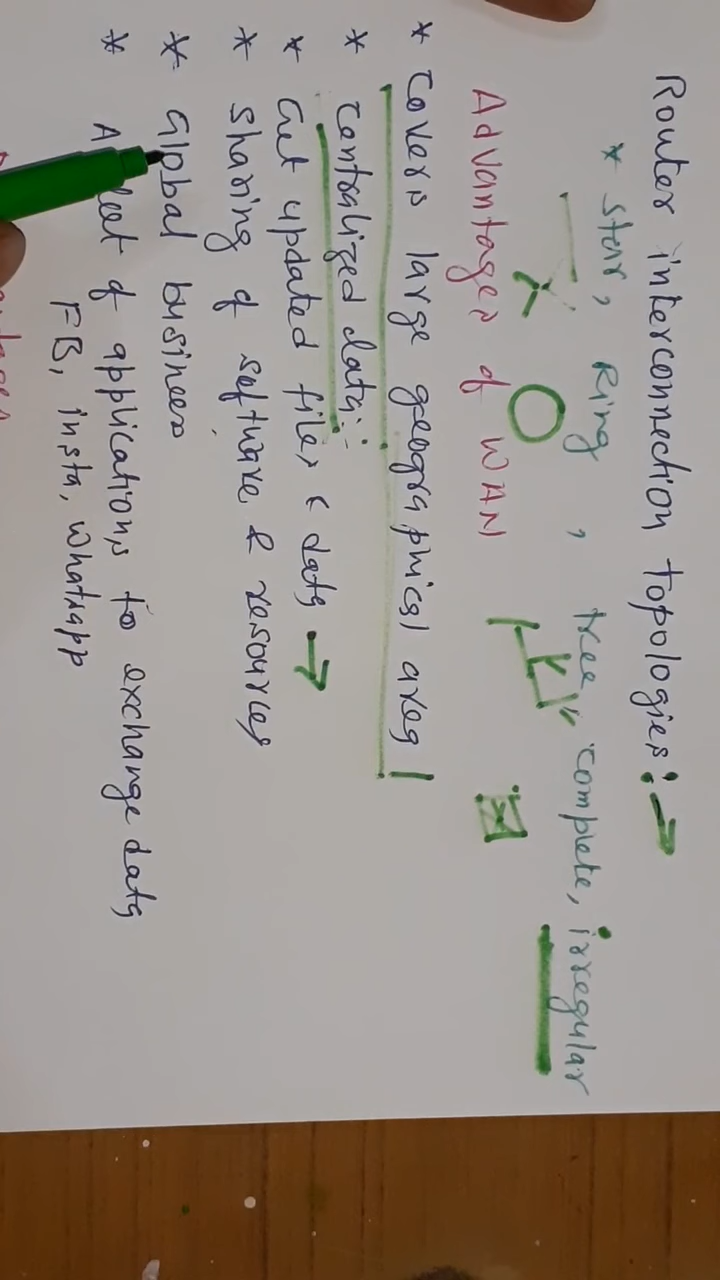 Router interconnection topologies:→
* Star, Ring, tree, complete, irregular
Advantages of WAN
* Covers large geographical area
* Centralized data:-
* Get updated files & data →
* Sharing of software & resources
* Global business
* A of applications to exchange data
FB, insta, whatsapp